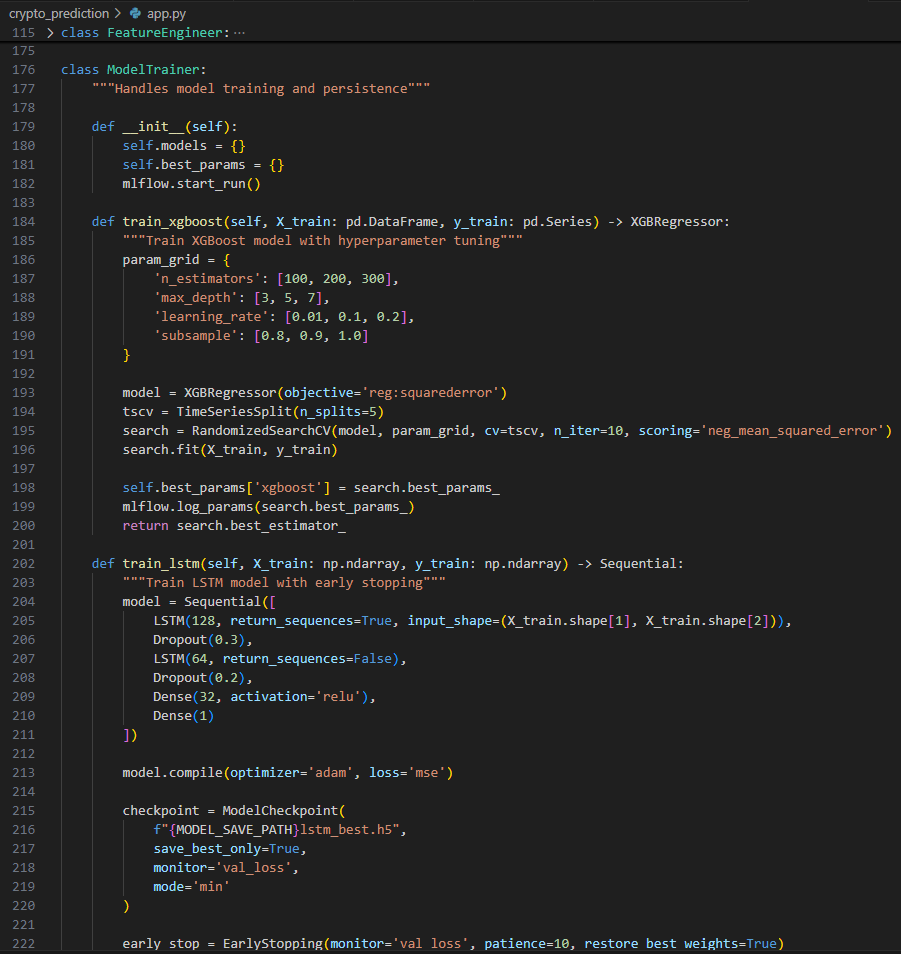 crypto_prediction > app.py
115 > class FeatureEngineer: ···
175
176 class ModelTrainer:
177     """Handles model training and persistence"""
178
179     def __init__(self):
180         self.models = {}
181         self.best_params = {}
182         mlflow.start_run()
183
184     def train_xgboost(self, X_train: pd.DataFrame, y_train: pd.Series) -> XGBRegressor:
185         """Train XGBoost model with hyperparameter tuning"""
186         param_grid = {
187             'n_estimators': [100, 200, 300],
188             'max_depth': [3, 5, 7],
189             'learning_rate': [0.01, 0.1, 0.2],
190             'subsample': [0.8, 0.9, 1.0]
191         }
192
193         model = XGBRegressor(objective='reg:squarederror')
194         tscv = TimeSeriesSplit(n_splits=5)
195         search = RandomizedSearchCV(model, param_grid, cv=tscv, n_iter=10, scoring='neg_mean_squared_error')
196         search.fit(X_train, y_train)
197
198         self.best_params['xgboost'] = search.best_params_
199         mlflow.log_params(search.best_params_)
200         return search.best_estimator_
201
202     def train_lstm(self, X_train: np.ndarray, y_train: np.ndarray) -> Sequential:
203         """Train LSTM model with early stopping"""
204         model = Sequential([
205             LSTM(128, return_sequences=True, input_shape=(X_train.shape[1], X_train.shape[2])),
206             Dropout(0.3),
207             LSTM(64, return_sequences=False),
208             Dropout(0.2),
209             Dense(32, activation='relu'),
210             Dense(1)
211         ])
212
213         model.compile(optimizer='adam', loss='mse')
214
215         checkpoint = ModelCheckpoint(
216             f"{MODEL_SAVE_PATH}lstm_best.h5",
217             save_best_only=True,
218             monitor='val_loss',
219             mode='min'
220         )
221
222         early_stop = EarlyStopping(monitor='val_loss', patience=10, restore_best_weights=True)